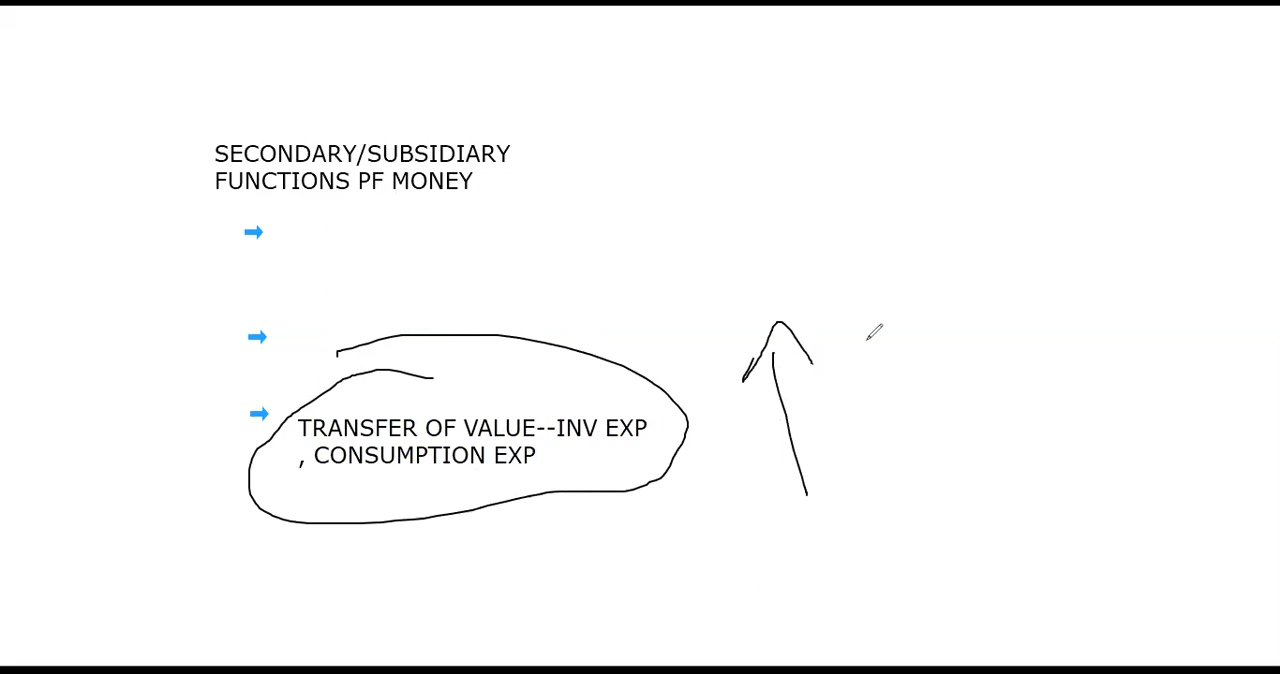 SECONDARY/SUBSIDIARY
FUNCTIONS PF MONEY
TRANSFER OF VALUE--INV EXP
, CONSUMPTION EXP